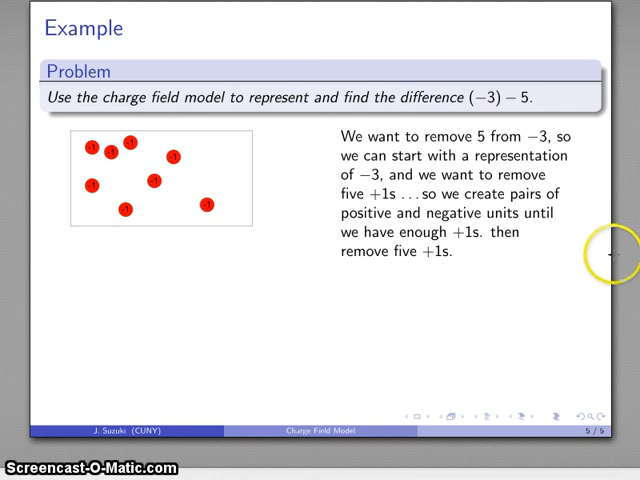 Example
Problem
Use the charge field model to represent and find the difference (−3) − 5.
We want to remove 5 from −3, so
we can start with a representation
of −3, and we want to remove
five +1s ... so we create pairs of
positive and negative units until
we have enough +1s. then
remove five +1s.
-1
-1
-1
-1
-1
-1
-1
-1
J. Suzuki (CUNY)
Charge Field Model
5 / 5
Screencast-O-Matic.com